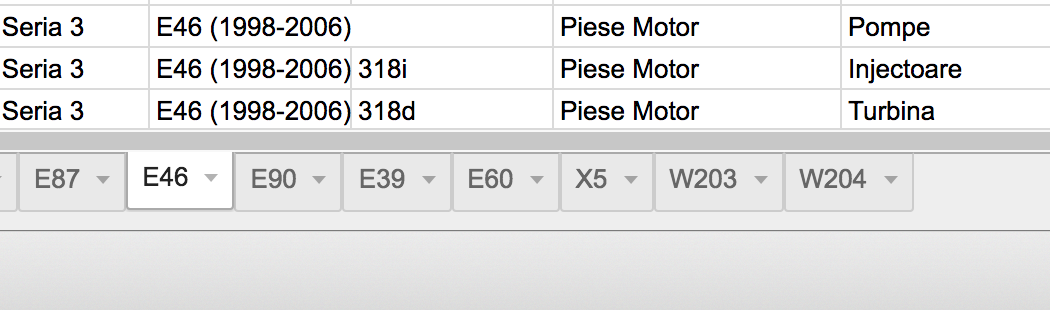 Seria 3 E46 (1998-2006) Piese Motor Pompe
Seria 3 E46 (1998-2006) 318i Piese Motor Injectoare
Seria 3 E46 (1998-2006) 318d Piese Motor Turbina
E87 E46 E90 E39 E60 X5 W203 W204